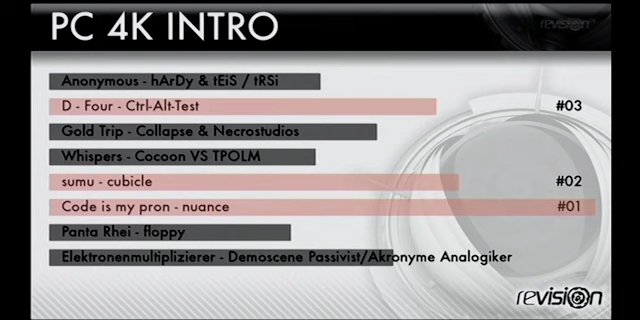 PC 4K INTRO
revision
Anonymous - hArDy & tEiS / tRSi
D - Four - Ctrl-Alt-Test #03
Gold Trip - Collapse & Necrostudios
Whispers - Cocoon VS TPOLM
sumu - cubicle #02
Code is my pron - nuance #01
Panta Rhei - floppy
Elektronenmultiplizierer - Demoscene Passivist/Akronyme Analogiker
revision